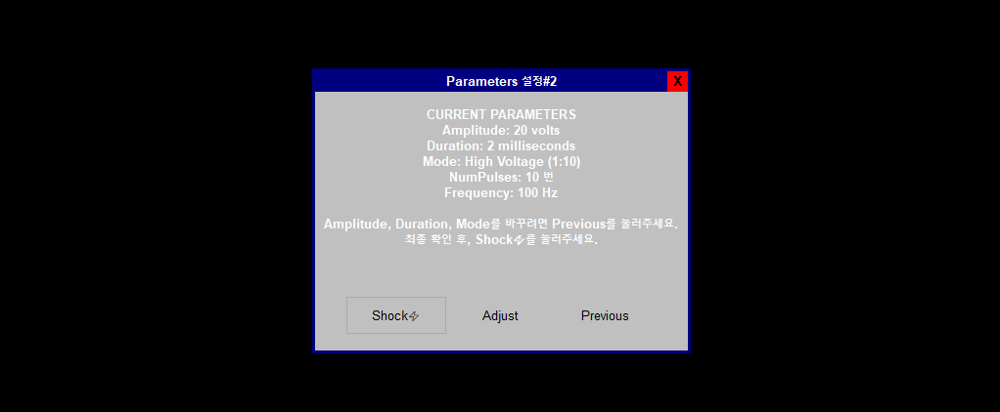 Parameters 설정#2
X
CURRENT PARAMETERS
Amplitude: 20 volts
Duration: 2 milliseconds
Mode: High Voltage (1:10)
NumPulses: 10 번
Frequency: 100 Hz
Amplitude, Duration, Mode를 바꾸려면 Previous를 눌러주세요.
최종 확인 후, Shock⚡를 눌러주세요.
Shock⚡ Adjust Previous